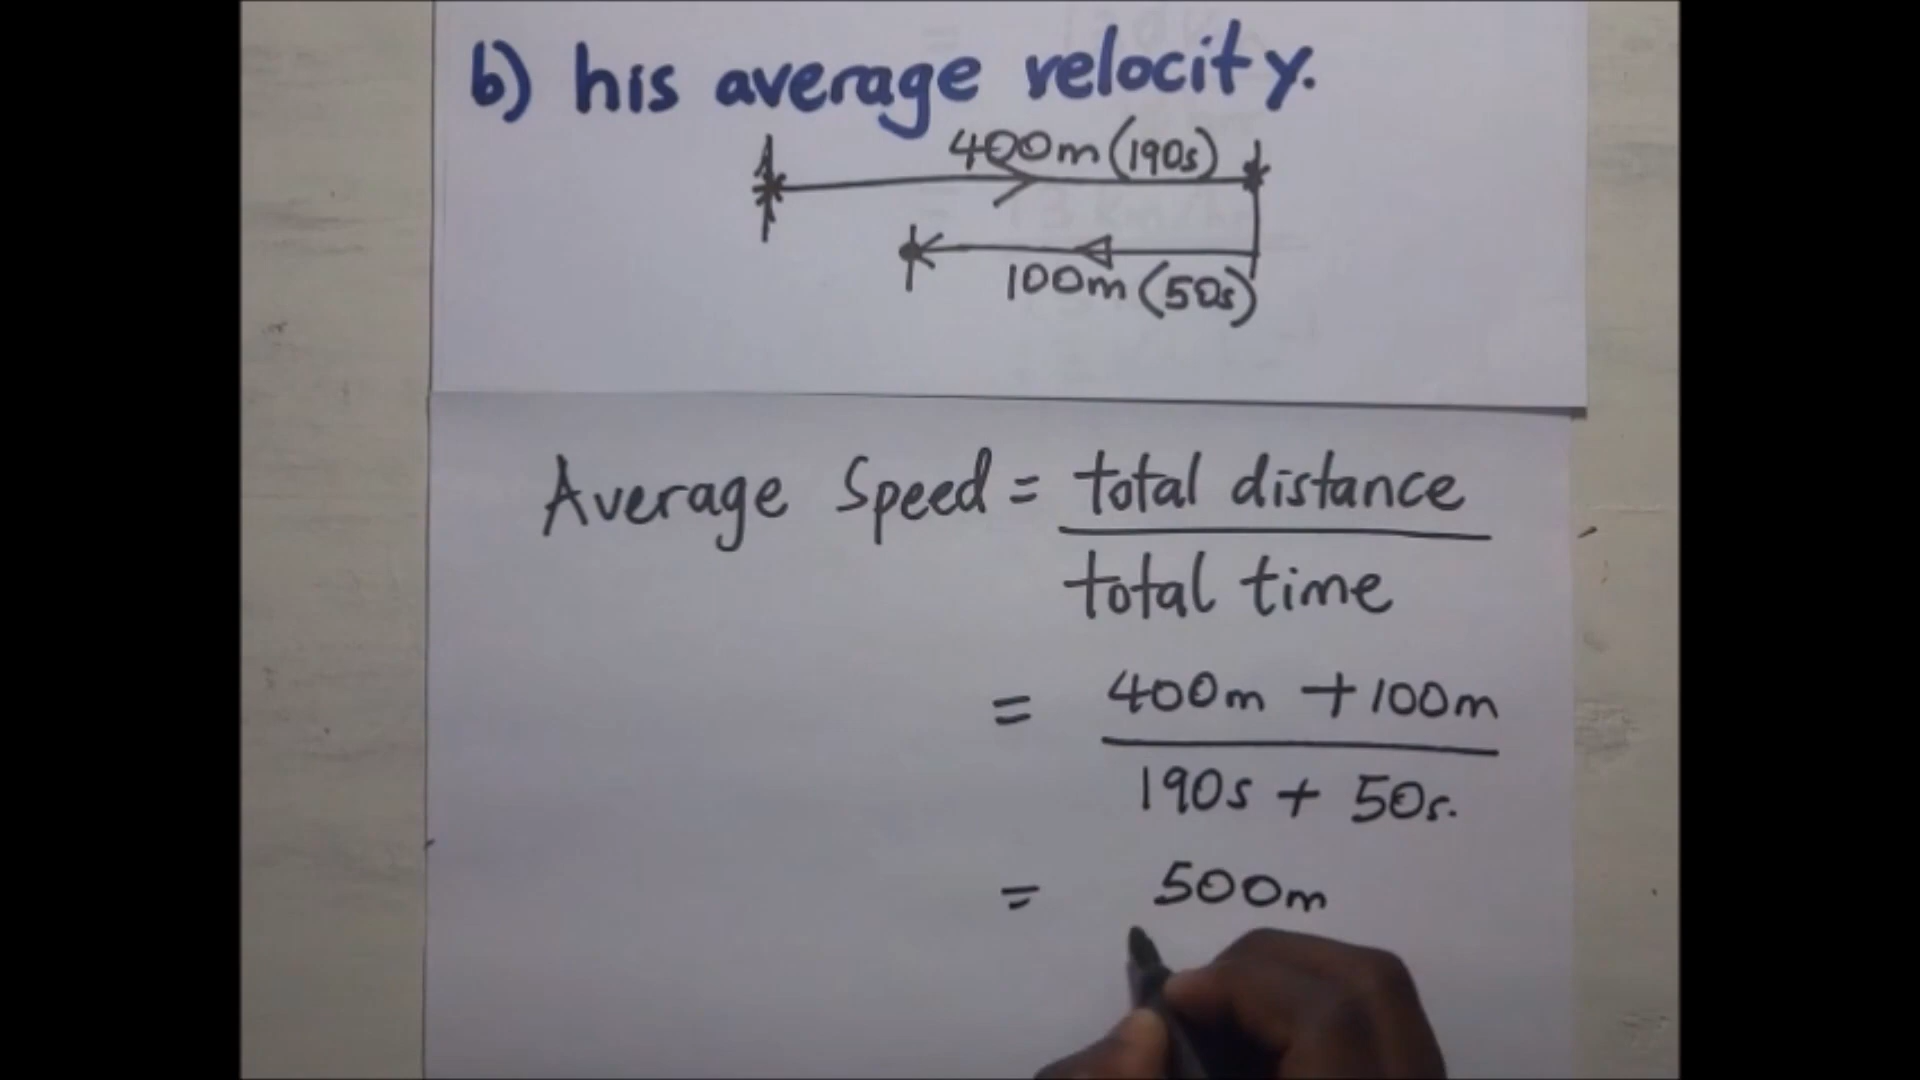 b) his average velocity.
400m (190s)
100m (50s)
Average Speed = total distance
total time
= 400m + 100m
190s + 50s.
= 500m